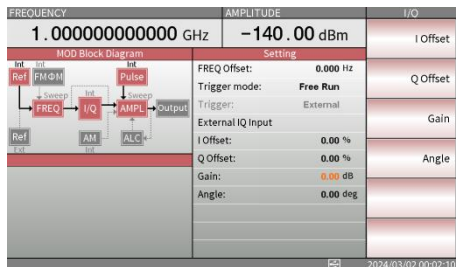 FREQUENCY AMPLITUDE I/Q
1.000000000000 GHz -140.00 dBm
MOD Block Diagram
Int Int Int
Ref FMΦM Pulse
Sweep Int Sweep
FREQ I/Q AMPL Output
Ref AM ALC
Ext Int
Setting
FREQ Offset: 0.000 Hz
Trigger mode: Free Run
Trigger: External
External IQ Input
I Offset: 0.00 %
Q Offset: 0.00 %
Gain: 0.00 dB
Angle: 0.00 deg
I Offset
Q Offset
Gain
Angle
2024/03/02 00:02:10